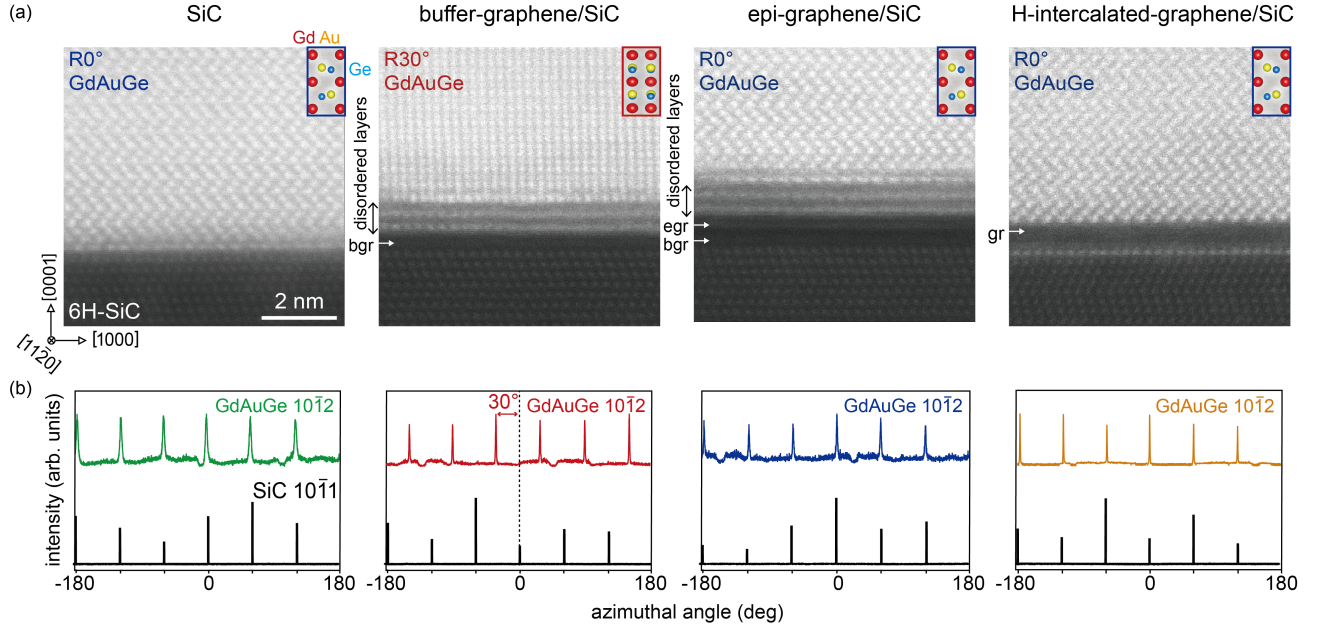 (a)
SiC
buffer-graphene/SiC
epi-graphene/SiC
H-intercalated-graphene/SiC
R0°
GdAuGe
Gd Au
Ge
6H-SiC
2 nm
[0001]
[1000]
[112̄0]
R30°
GdAuGe
disordered layers
bgr
R0°
GdAuGe
disordered layers
egr
bgr
R0°
GdAuGe
gr
(b)
intensity (arb. units)
GdAuGe 101̄2
SiC 101̄1
-180 0 180
30°
GdAuGe 101̄2
-180 0 180
GdAuGe 101̄2
-180 0 180
GdAuGe 101̄2
-180 0 180
azimuthal angle (deg)